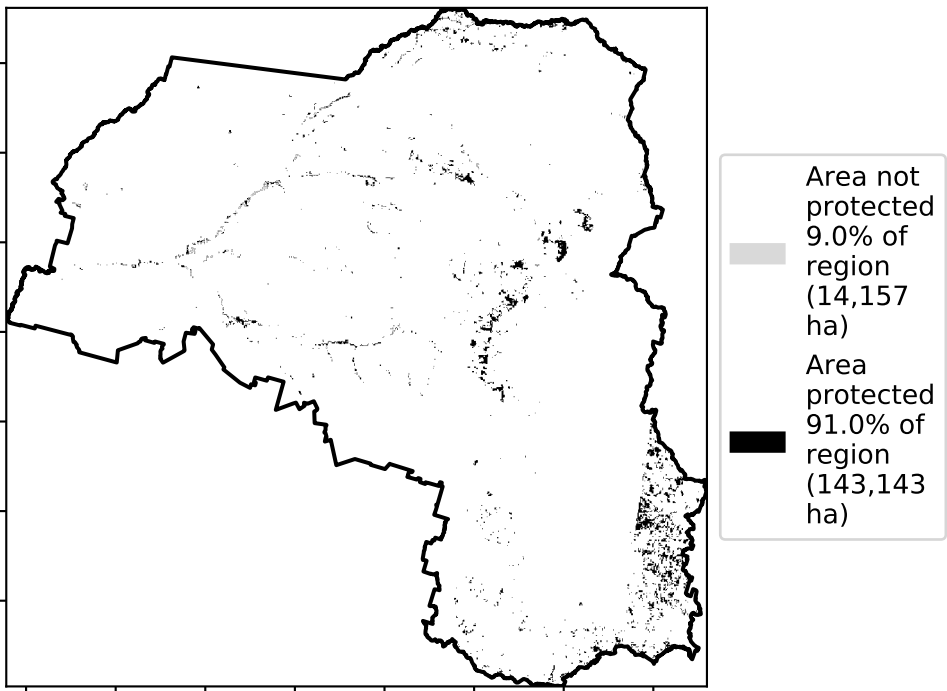 Area not
protected
9.0% of
region
(14,157
ha)
Area
protected
91.0% of
region
(143,143
ha)